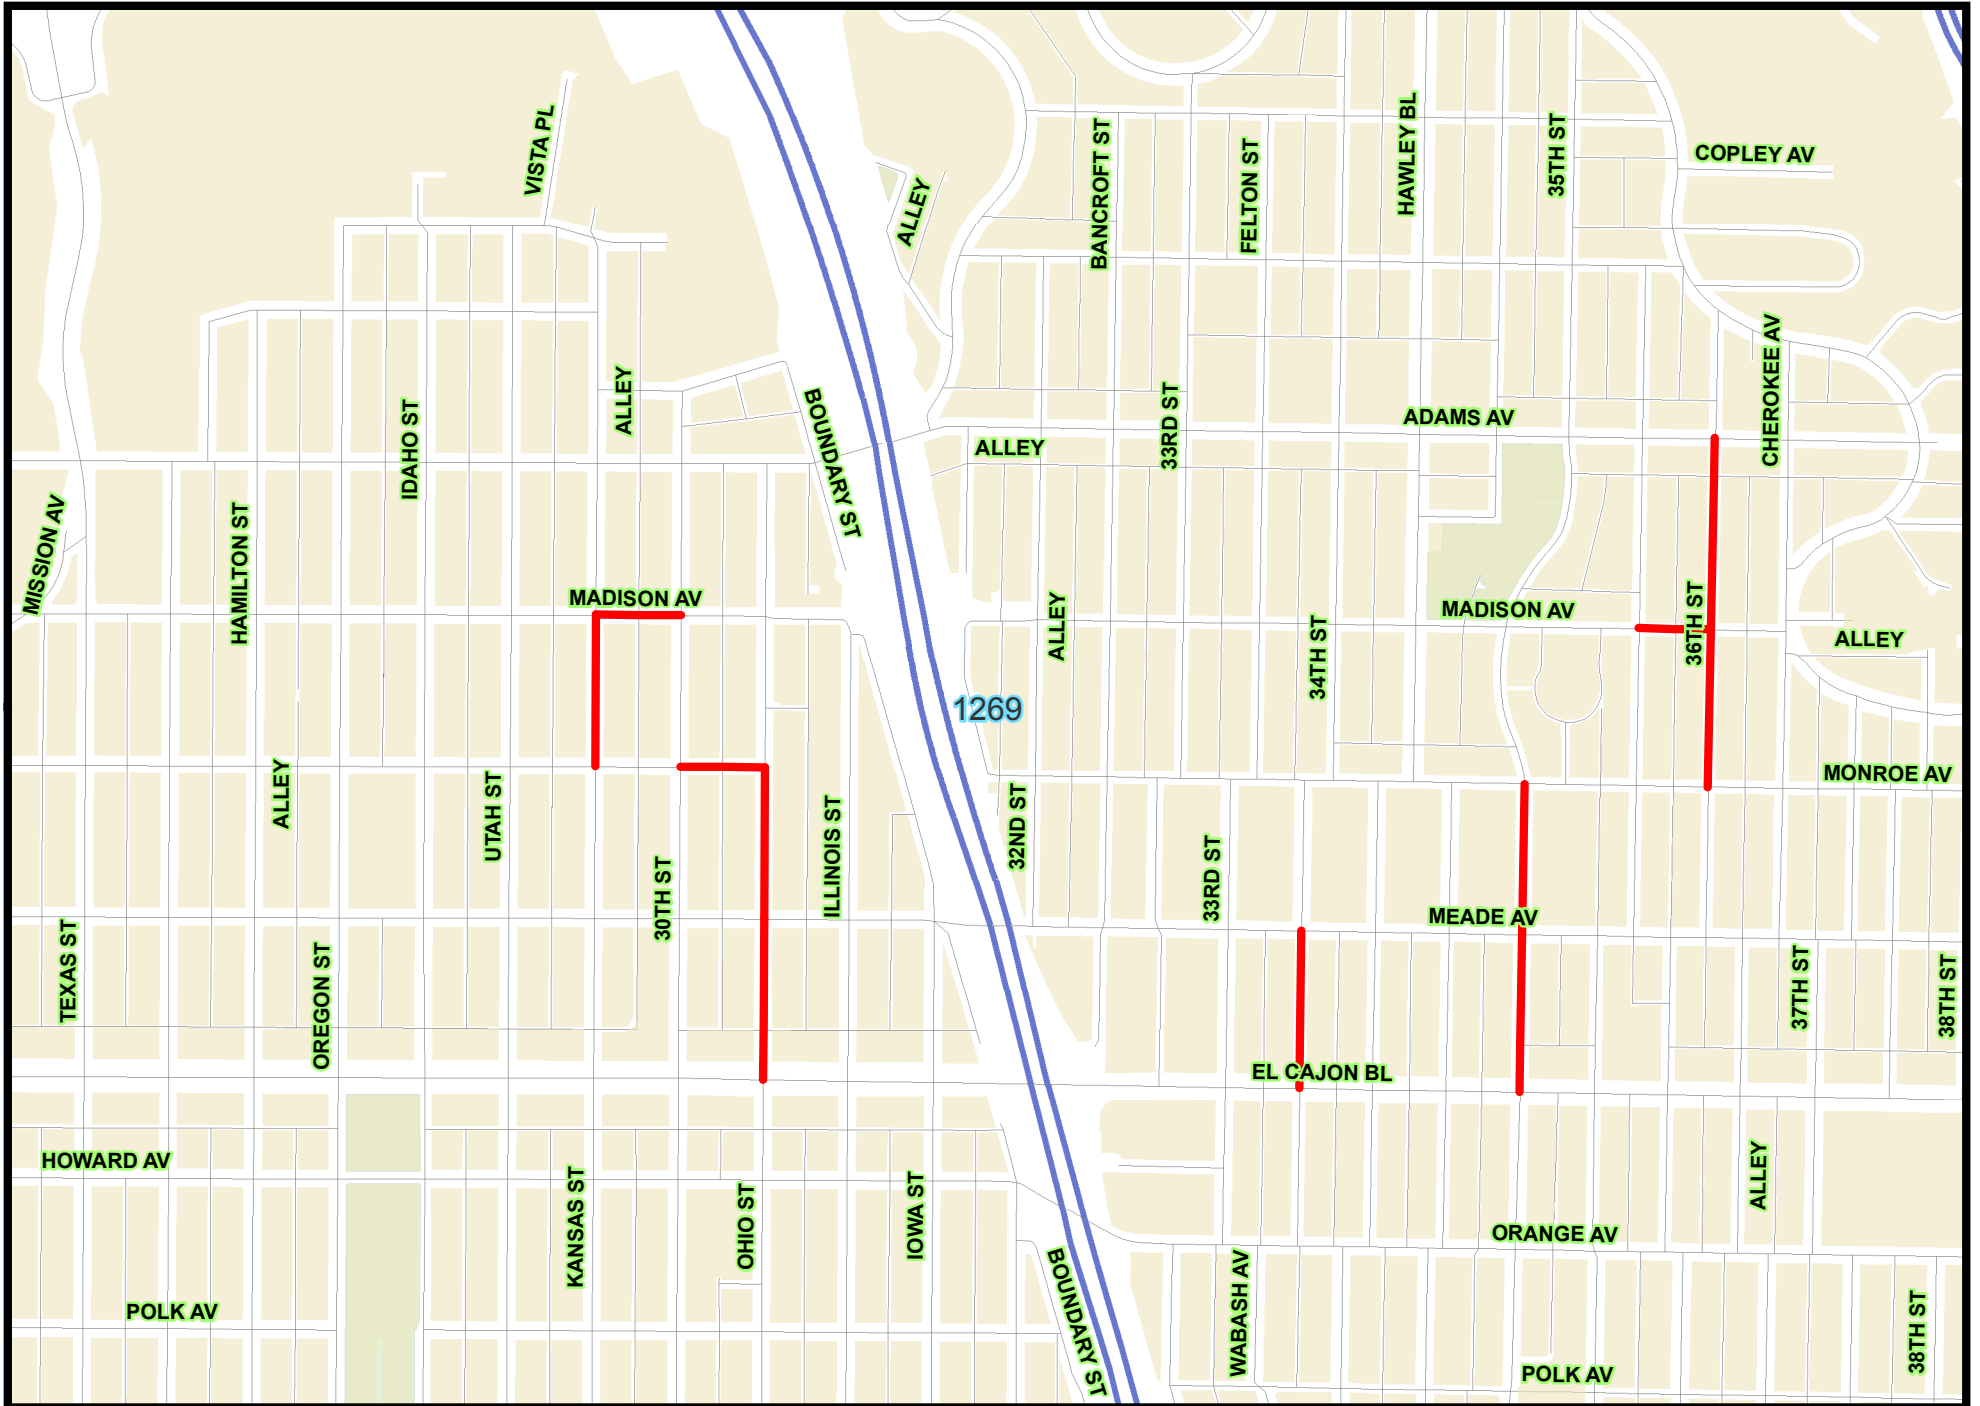 VISTA PL
BANCROFT ST
FELTON ST
HAWLEY BL
35TH ST
COPLEY AV
ALLEY
IDAHO ST
ALLEY
BOUNDARY ST
ALLEY
33RD ST
ADAMS AV
CHEROKEE AV
MISSION AV
HAMILTON ST
MADISON AV
ALLEY
34TH ST
MADISON AV
36TH ST
ALLEY
1269
ALLEY
UTAH ST
30TH ST
ILLINOIS ST
32ND ST
33RD ST
MONROE AV
MEADE AV
TEXAS ST
OREGON ST
37TH ST
38TH ST
EL CAJON BL
HOWARD AV
KANSAS ST
OHIO ST
IOWA ST
ALLEY
ORANGE AV
BOUNDARY ST
WABASH AV
POLK AV
POLK AV
38TH ST